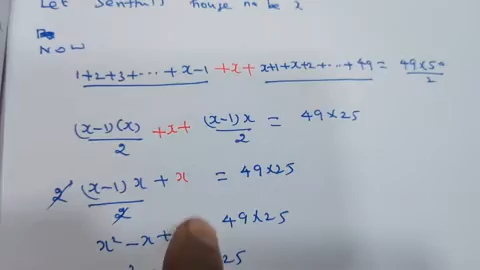 Let Senthil's house no be x
Now
1+2+3+⋯+x-1+x+x+1+x+2+⋯+49=49×50/2
(x-1)(x)/2+x+(x-1)x/2=49×25
2(x-1)x/2+x=49×25
x²-x+ 49×25
25